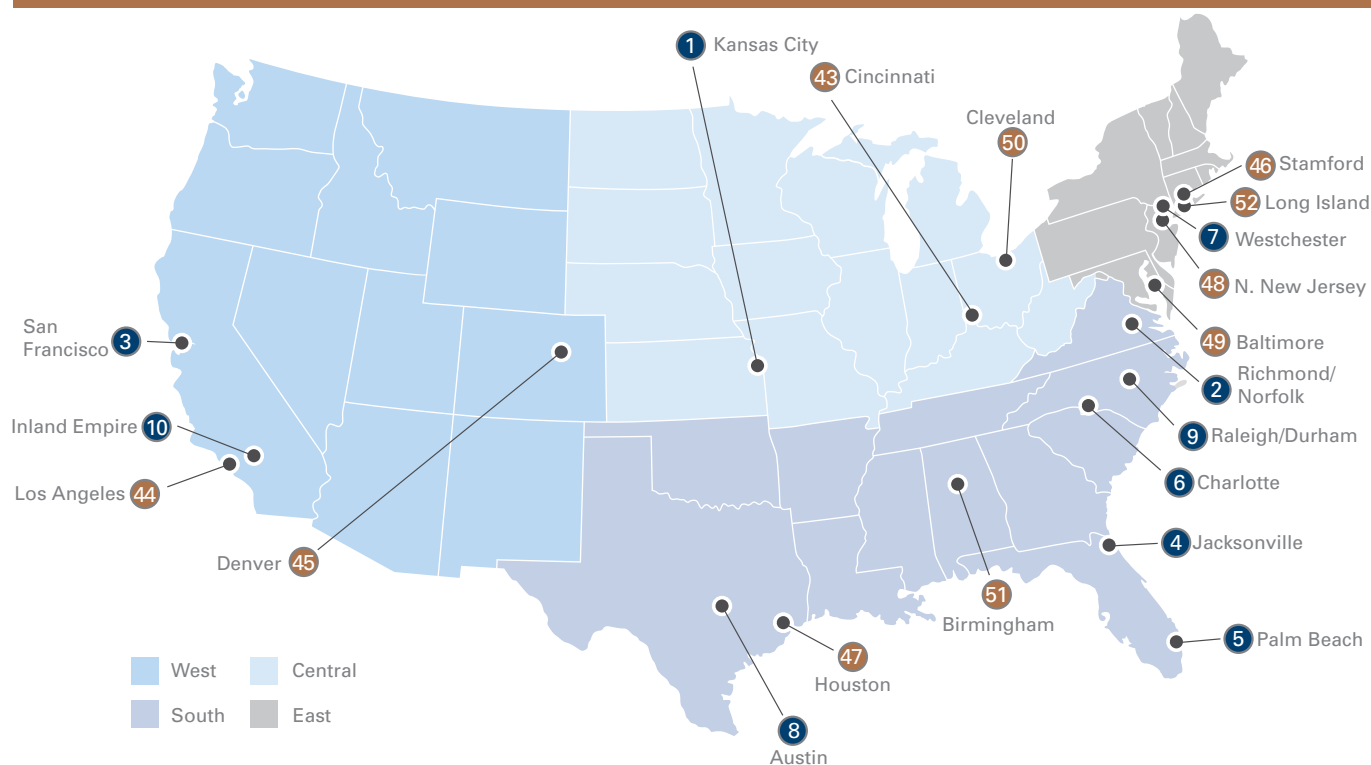 1 Kansas City
43 Cincinnati
Cleveland
50
46 Stamford
52 Long Island
7 Westchester
48 N. New Jersey
49 Baltimore
2 Richmond/
Norfolk
9 Raleigh/Durham
6 Charlotte
4 Jacksonville
5 Palm Beach
San
Francisco 3
Inland Empire 10
Los Angeles 44
Denver 45
51
Birmingham
47
Houston
8
Austin
West Central
South East